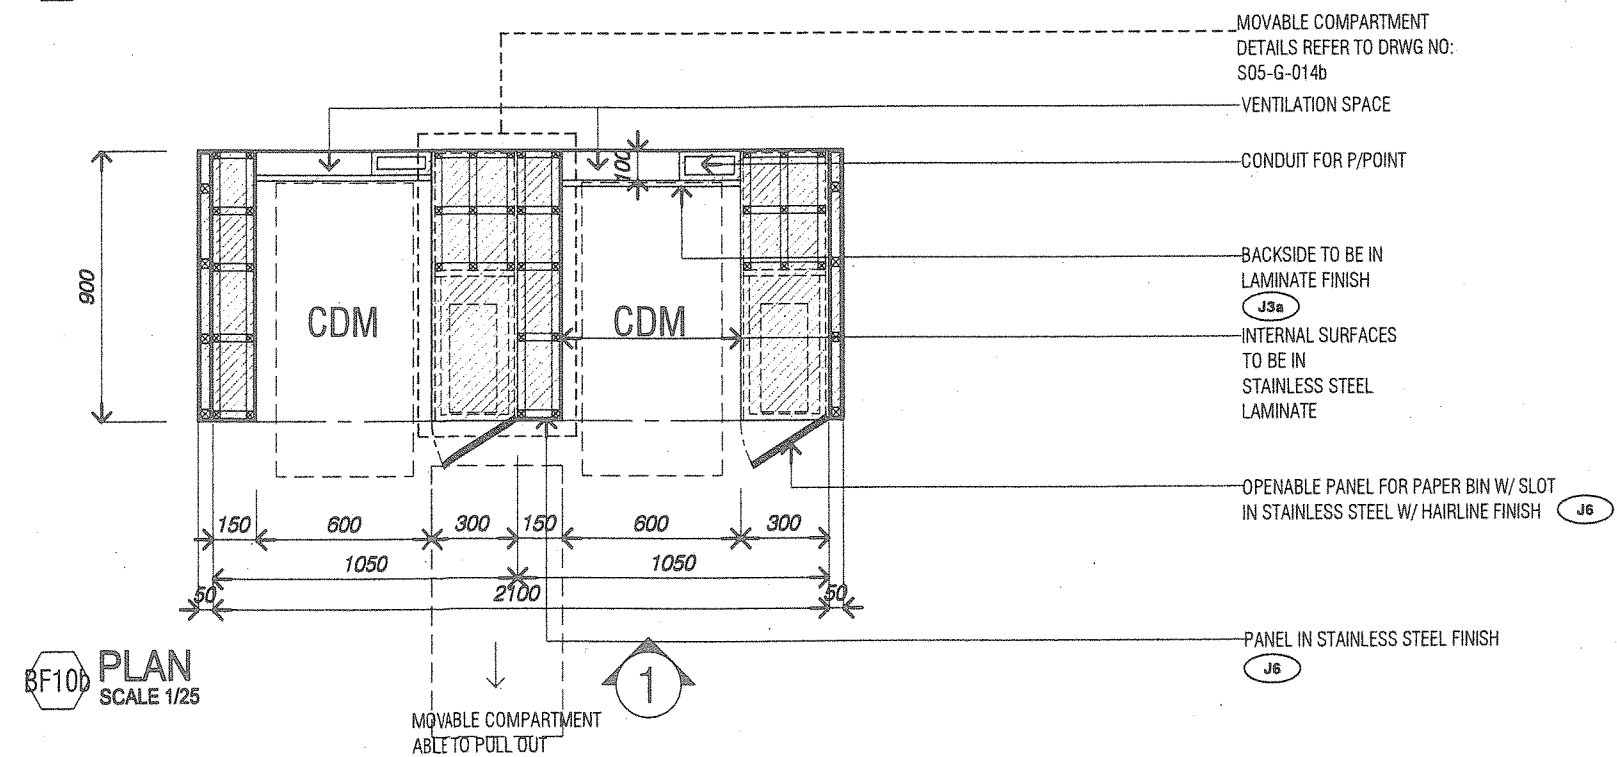 MOVABLE COMPARTMENT
DETAILS REFER TO DRWG NO:
S05-G-014b
VENTILATION SPACE
CONDUIT FOR P/POINT
100
BACKSIDE TO BE IN
LAMINATE FINISH
J3a
900
CDM
CDM
INTERNAL SURFACES
TO BE IN
STAINLESS STEEL
LAMINATE
OPENABLE PANEL FOR PAPER BIN W/ SLOT
IN STAINLESS STEEL W/ HAIRLINE FINISH
J6
150 600 300 150 600 300
1050 1050
50 2100 50
PANEL IN STAINLESS STEEL FINISH
J6
BF10b
PLAN
SCALE 1/25
1
MOVABLE COMPARTMENT
ABLE TO PULL OUT